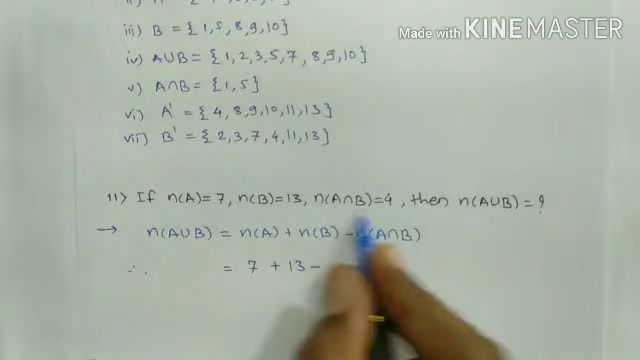 Made with KINEMASTER
iii) B = {1,5,8,9,10}
iv) A∪B = {1,2,3,5,7,8,9,10}
v) A∩B = {1,5}
vi) A' = {4,8,9,10,11,13}
vii) B' = {2,3,7,4,11,13}
11> If n(A)=7, n(B)=13, n(A∩B)=4, then n(A∪B)=?
→ n(A∪B) = n(A) + n(B) - n(A∩B)
∴ = 7 + 13 -